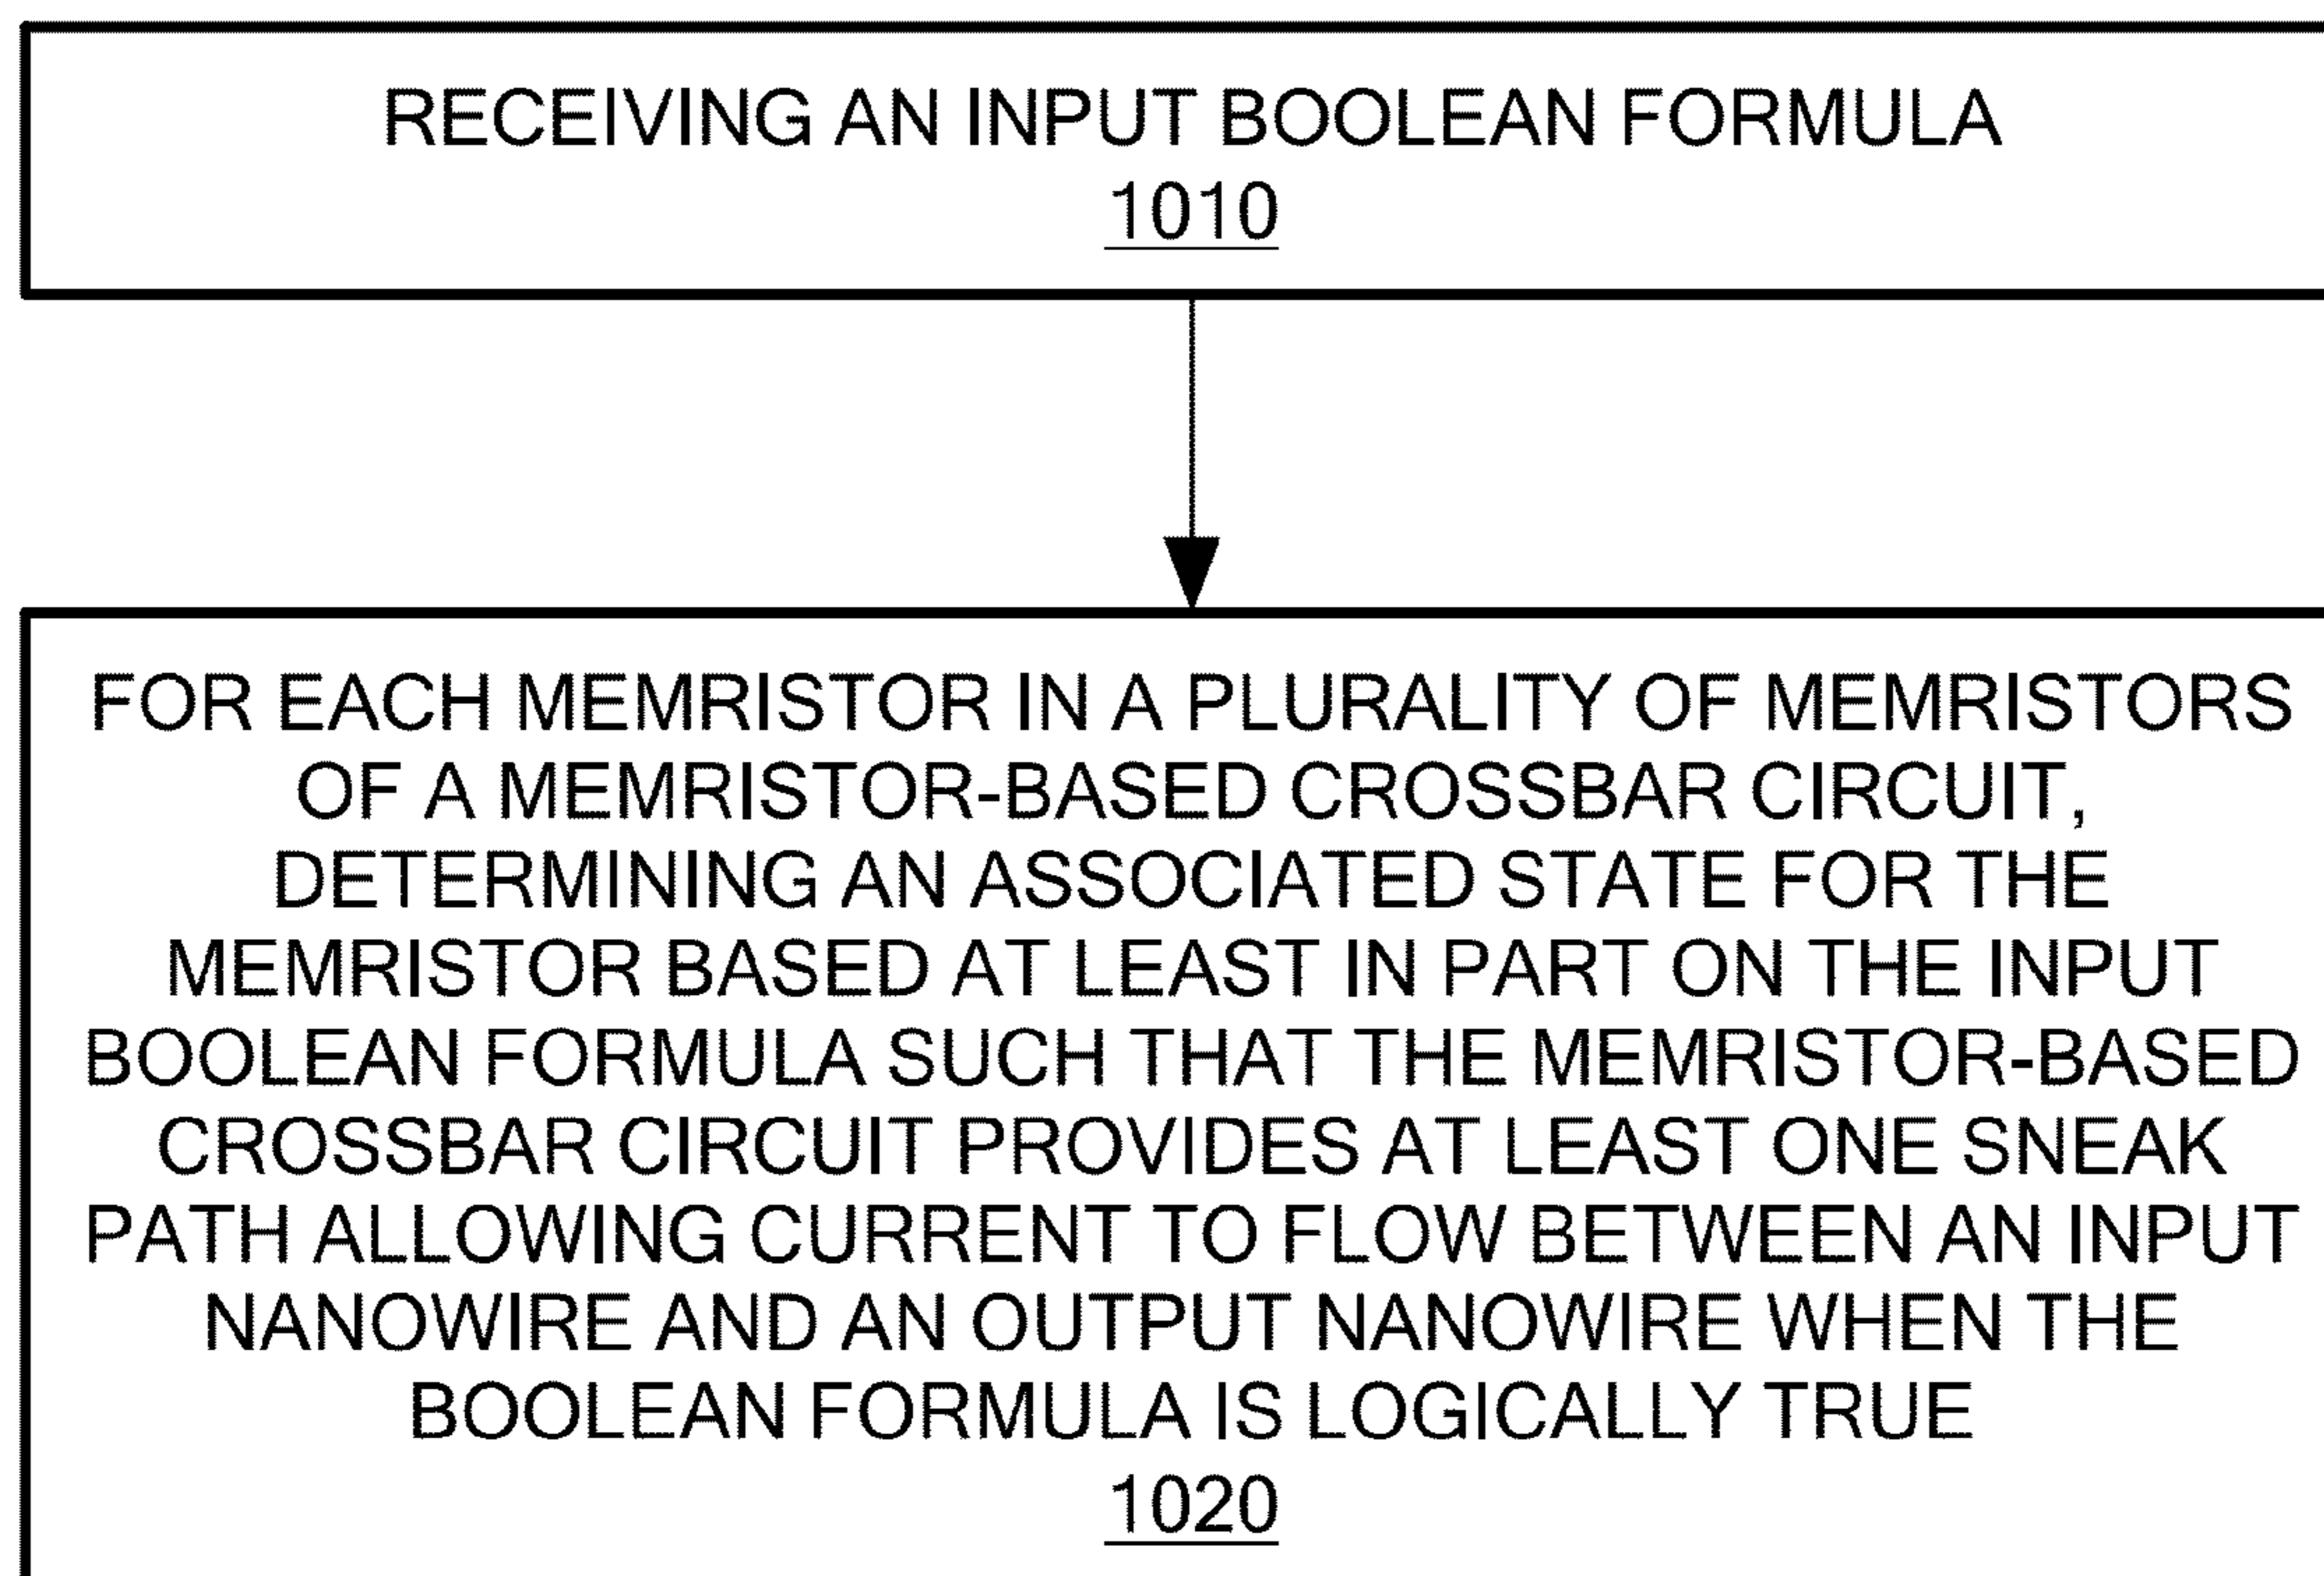 RECEIVING AN INPUT BOOLEAN FORMULA
1010
FOR EACH MEMRISTOR IN A PLURALITY OF MEMRISTORS
OF A MEMRISTOR-BASED CROSSBAR CIRCUIT,
DETERMINING AN ASSOCIATED STATE FOR THE
MEMRISTOR BASED AT LEAST IN PART ON THE INPUT
BOOLEAN FORMULA SUCH THAT THE MEMRISTOR-BASED
CROSSBAR CIRCUIT PROVIDES AT LEAST ONE SNEAK
PATH ALLOWING CURRENT TO FLOW BETWEEN AN INPUT
NANOWIRE AND AN OUTPUT NANOWIRE WHEN THE
BOOLEAN FORMULA IS LOGICALLY TRUE
1020